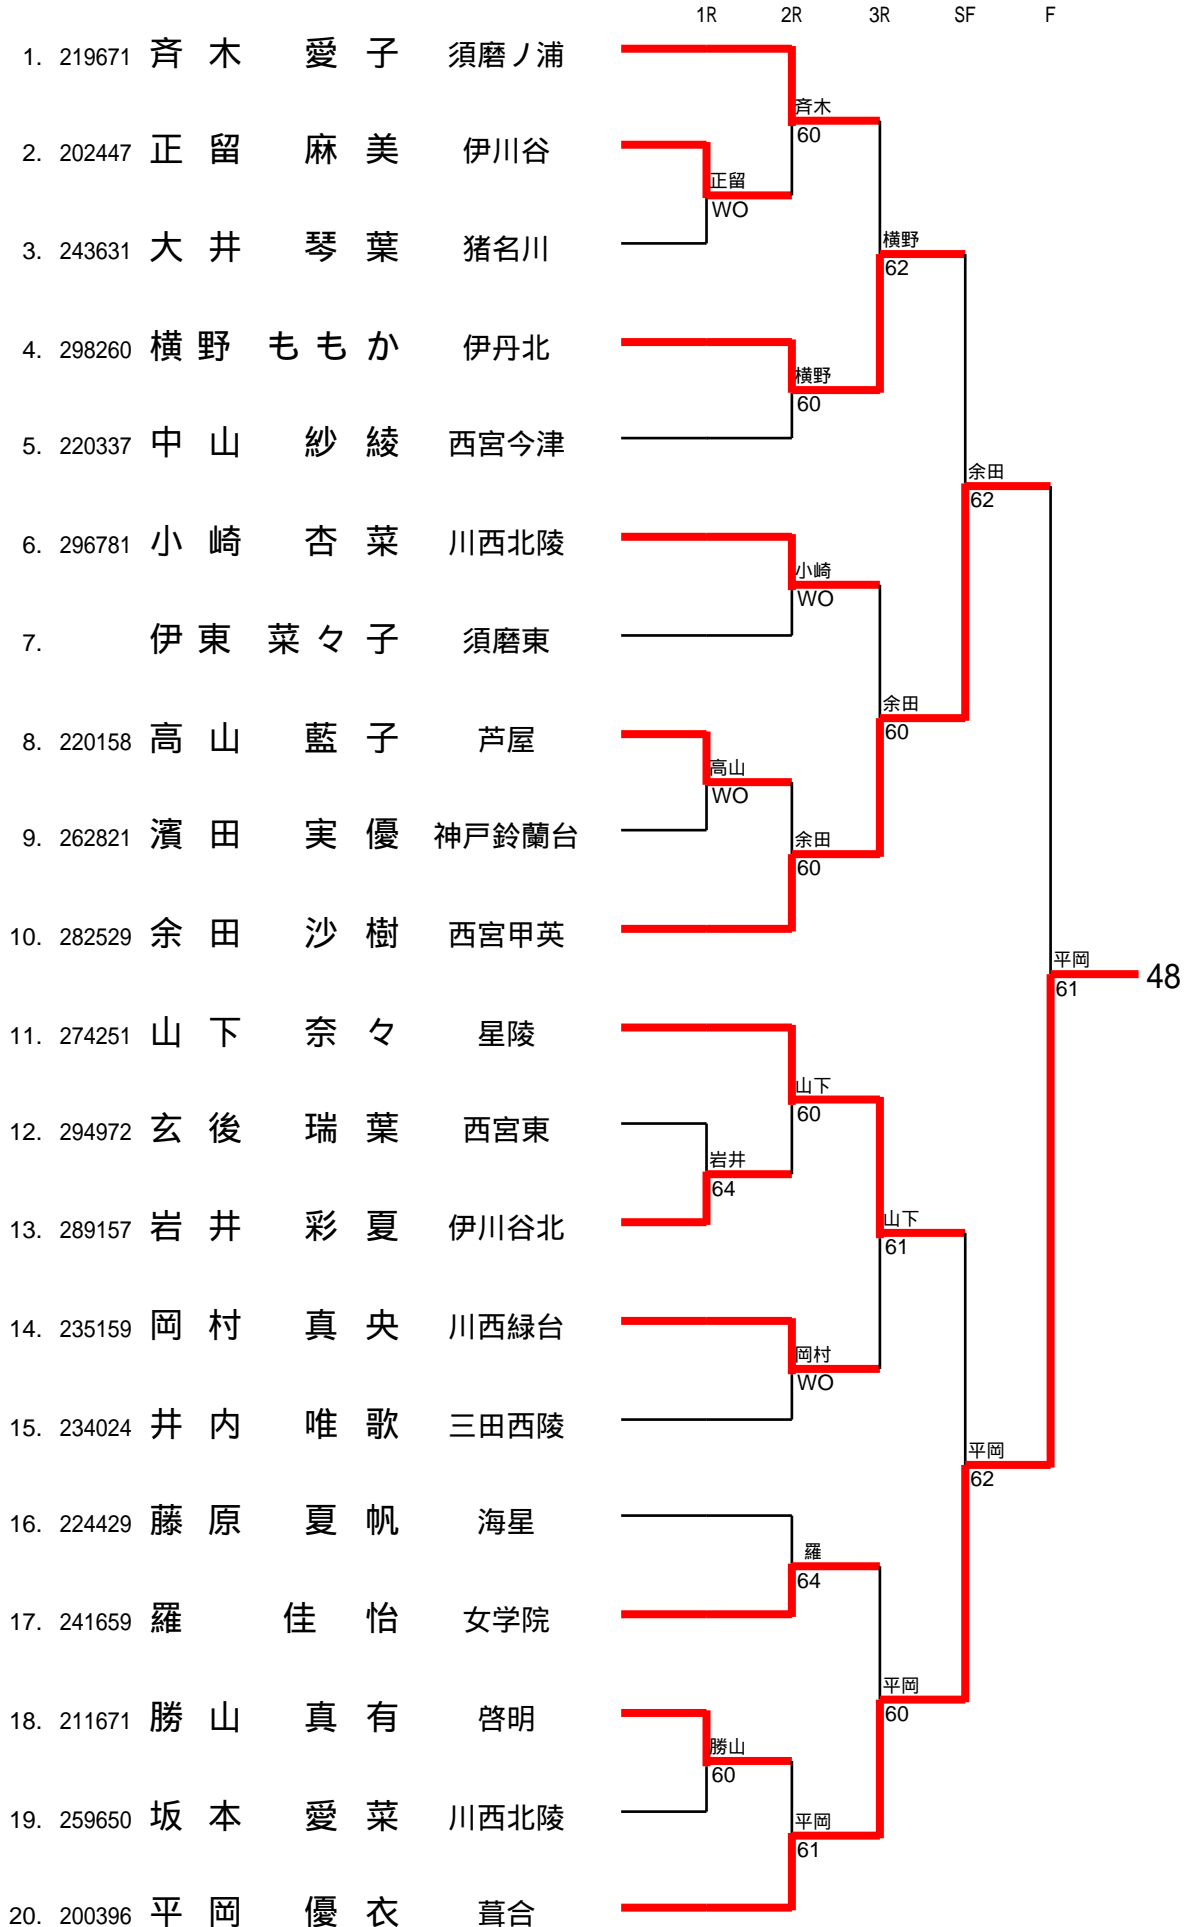 1R 2R 3R SF F
1. 219671 斉木 愛子 須磨ノ浦
斉木
60
2. 202447 正留 麻美 伊川谷
正留
WO
3. 243631 大井 琴葉 猪名川
横野
62
4. 298260 横野 ももか 伊丹北
横野
60
5. 220337 中山 紗綾 西宮今津
余田
62
6. 296781 小崎 杏菜 川西北陵
小崎
WO
7. 伊東 菜々子 須磨東
余田
60
8. 220158 高山 藍子 芦屋
高山
WO
9. 262821 濱田 実優 神戸鈴蘭台
余田
60
10. 282529 余田 沙樹 西宮甲英
平岡
61
48
11. 274251 山下 奈々 星陵
山下
60
12. 294972 玄後 瑞葉 西宮東
岩井
64
13. 289157 岩井 彩夏 伊川谷北
山下
61
14. 235159 岡村 真央 川西緑台
岡村
WO
15. 234024 井内 唯歌 三田西陵
平岡
62
16. 224429 藤原 夏帆 海星
羅
64
17. 241659 羅 佳怡 女学院
平岡
60
18. 211671 勝山 真有 啓明
勝山
60
19. 259650 坂本 愛菜 川西北陵
平岡
61
20. 200396 平岡 優衣 葺合